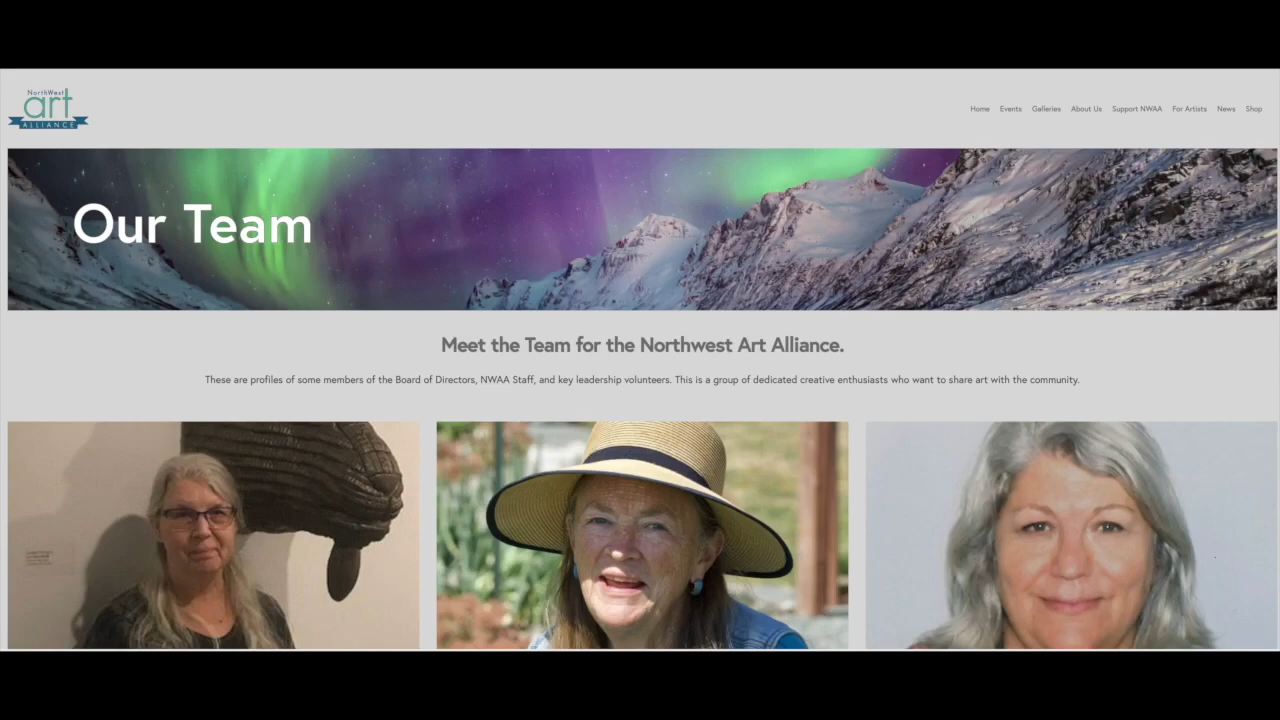 NorthWest
art
ALLIANCE
Home Events Galleries About Us Support NWAA For Artists News Shop
Our Team
Meet the Team for the Northwest Art Alliance.
These are profiles of some members of the Board of Directors, NWAA Staff, and key leadership volunteers. This is a group of dedicated creative enthusiasts who want to share art with the community.